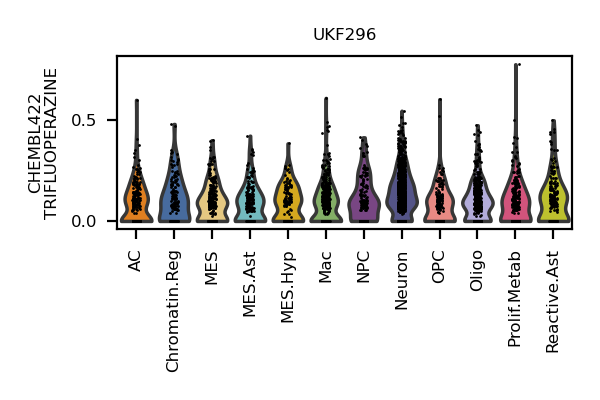 UKF296
CHEMBL422
TRIFLUOPERAZINE
0.5
0.0
AC
Chromatin.Reg
MES
MES.Ast
MES.Hyp
Mac
NPC
Neuron
OPC
Oligo
Prolif.Metab
Reactive.Ast